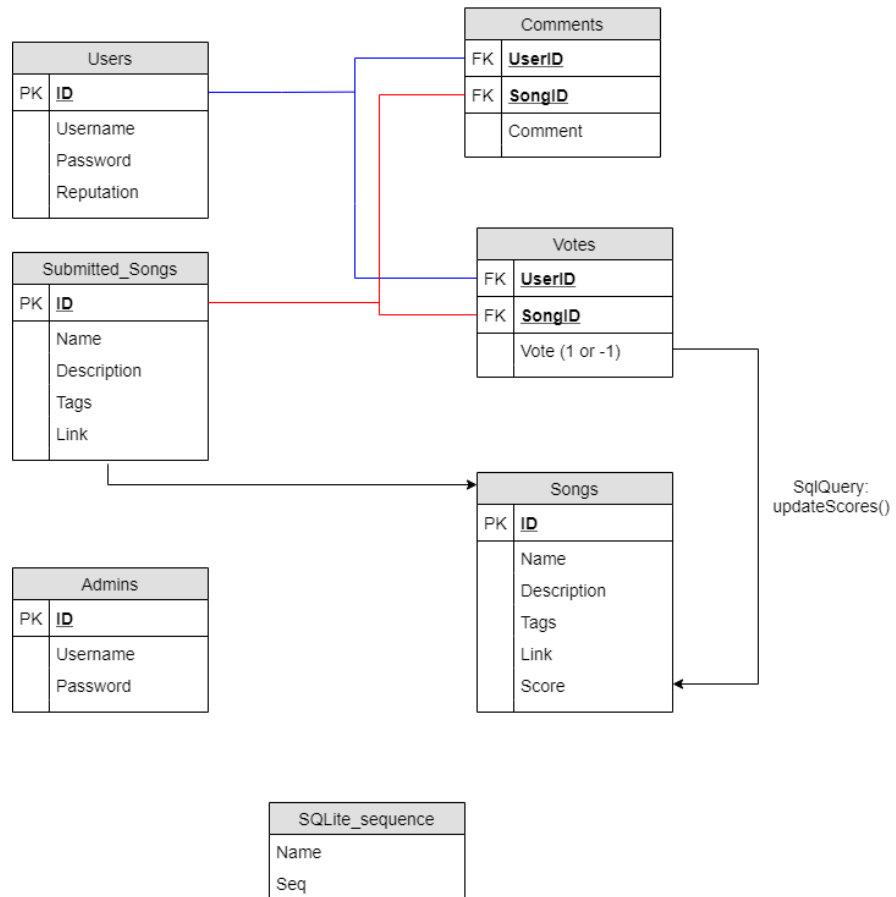 Users
PK ID
Username
Password
Reputation
Comments
FK UserID
FK SongID
Comment
Submitted_Songs
PK ID
Name
Description
Tags
Link
Votes
FK UserID
FK SongID
Vote (1 or -1)
SqlQuery:
updateScores()
Songs
PK ID
Name
Description
Tags
Link
Score
Admins
PK ID
Username
Password
SQLite_sequence
Name
Seq